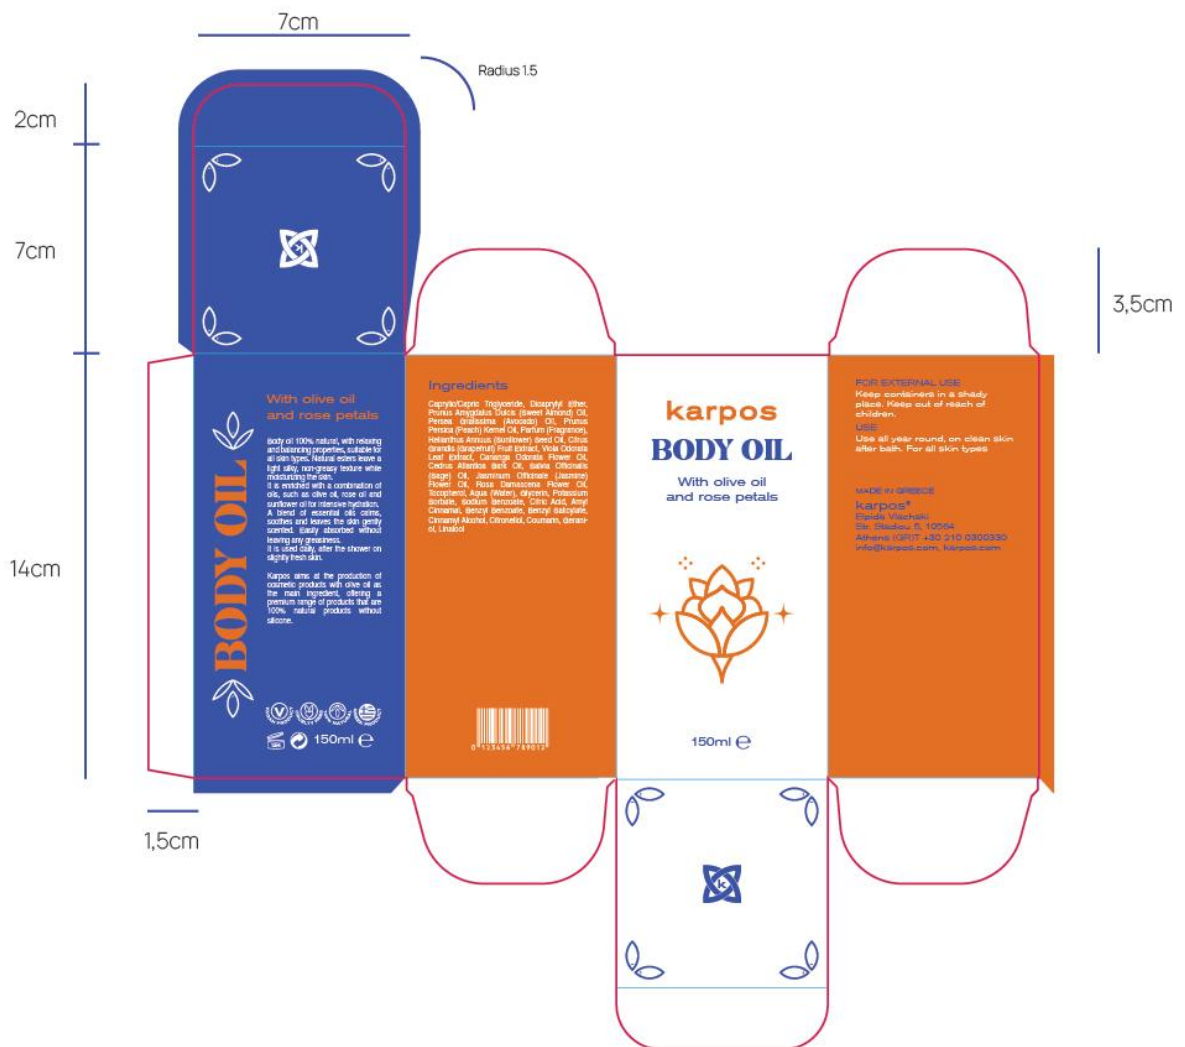 7cm
Radius 1.5
2cm
7cm
3,5cm
14cm
1,5cm
k
BODY OIL
With olive oil
and rose petals
Body oil 100% natural, with relaxing
and balancing properties, suitable for
all skin types. Natural esters leave a
light silky, non-greasy texture while
moisturizing the skin.
It is enriched with a combination of
oils, such as olive oil, rose oil and
sunflower oil for intensive hydration.
A blend of essential oils calms,
soothes and leaves the skin gently
scented. Easily absorbed without
leaving any greasiness.
It is used daily, after the shower on
slightly fresh skin.
Karpos aims at the production of
cosmetic products with olive oil as
the main ingredient, offering a
premium range of products that are
100% natural products without
silicone.
150ml e
Ingredients
Caprylic/Capric Triglyceride, Dicaprylyl Ether,
Prunus Amygdalus Dulcis (Sweet Almond) Oil,
Persea Gratissima (Avocado) Oil, Prunus
Persica (Peach) Kernel Oil, Parfum (Fragrance),
Helianthus Annuus (Sunflower) Seed Oil, Citrus
Grandis (Grapefruit) Fruit Extract, Viola Odorata
Leaf Extract, Cananga Odorata Flower Oil,
Cedrus Atlantica Bark Oil, Salvia Officinalis
(Sage) Oil, Jasminum Officinale (Jasmine)
Flower Oil, Rosa Damascena Flower Oil,
Tocopherol, Aqua (Water), Glycerin, Potassium
Sorbate, Sodium Benzoate, Citric Acid, Amyl
Cinnamal, Benzyl Benzoate, Benzyl Salicylate,
Cinnamyl Alcohol, Citronellol, Coumarin, Gerani-
ol, Linalool
0 123456 789012
karpos
BODY OIL
With olive oil
and rose petals
150ml e
k
FOR EXTERNAL USE
Keep containers in a shady
place. Keep out of reach of
children.
USE
Use all year round, on clean skin
after bath. For all skin types
MADE IN GREECE
karpos®
Elpida Vlachaki
Str. Stadiou 5, 10564
Athens (GR)T +30 210 0300330
info@karpos.com, karpos.com